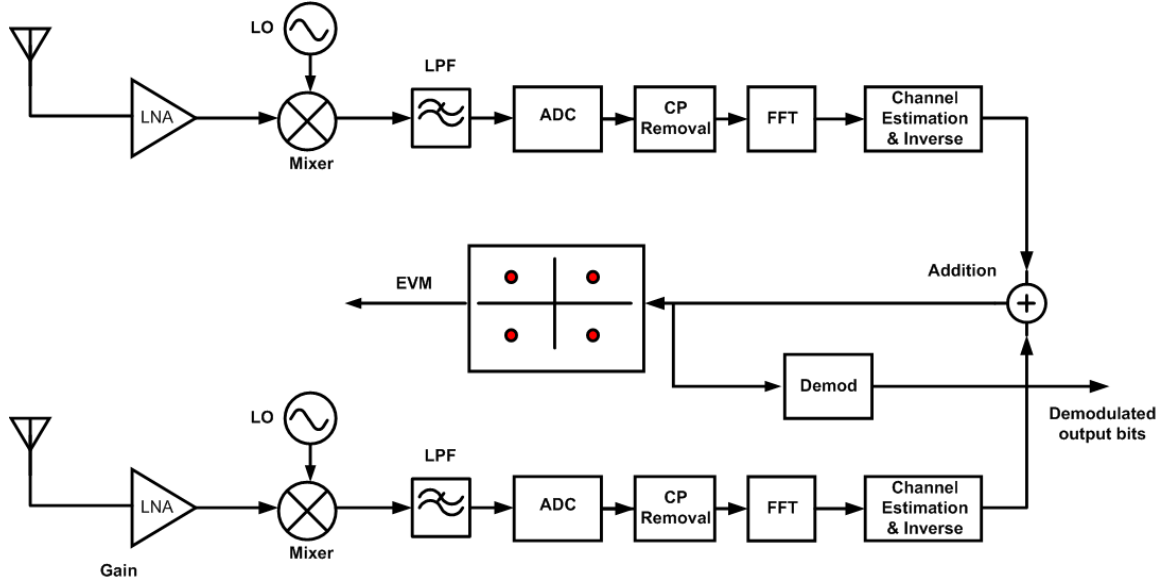 LO
LPF
LNA
Mixer
ADC
CP
Removal
FFT
Channel
Estimation
& Inverse
EVM
Addition
+
Demod
Demodulated
output bits
LO
LPF
LNA
Mixer
ADC
CP
Removal
FFT
Channel
Estimation
& Inverse
Gain